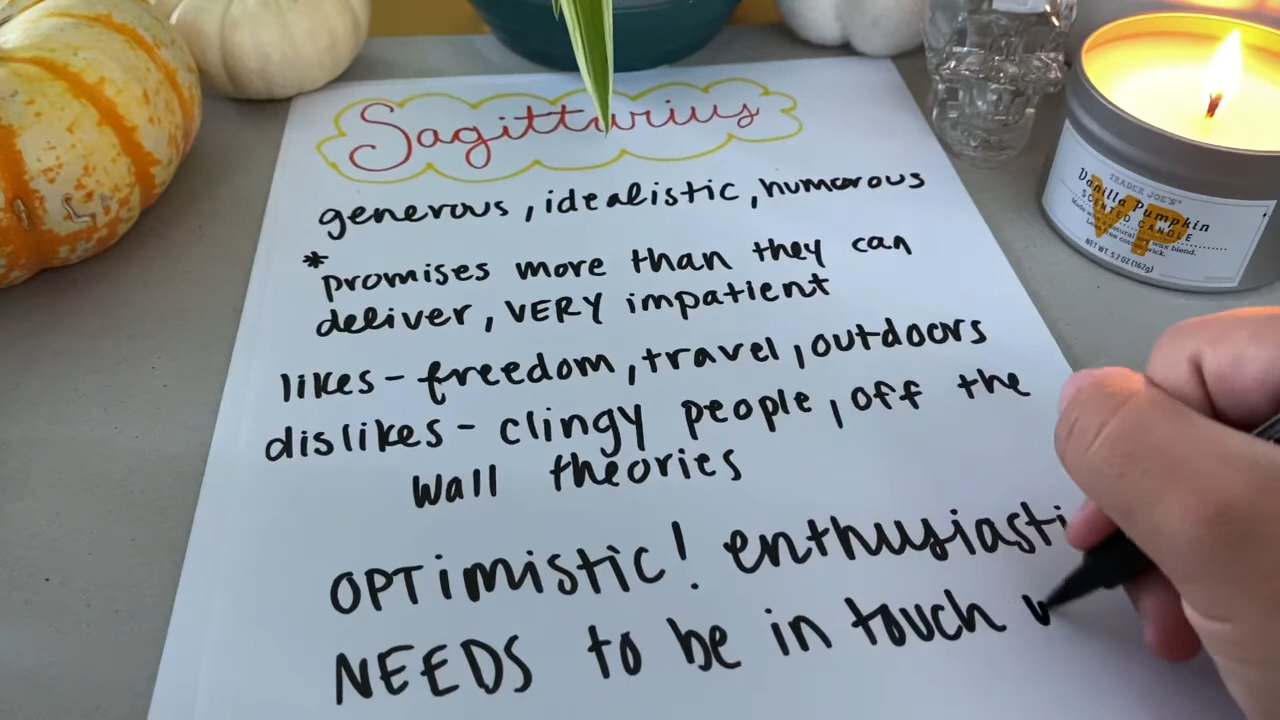 Sagittarius
generous, idealistic, humorous
*promises more than they can
deliver, VERY impatient
likes - freedom, travel, outdoors
dislikes - clingy people, off the
wall theories
OPTimistic! enthusiasti
NEEDS to be in touch
TRADER JOE'S
Vanilla Pumpkin
SCENTED CANDLE
VP
NET WT. 5.7 OZ (162g)